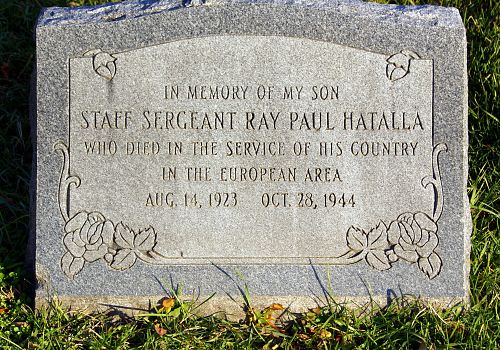 IN MEMORY OF MY SON
STAFF SERGEANT RAY PAUL HATALLA
WHO DIED IN THE SERVICE OF HIS COUNTRY
IN THE EUROPEAN AREA
AUG. 14, 1923 OCT. 28, 1944